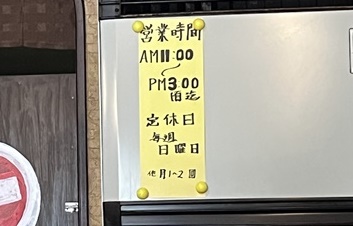 営業時間
AM11:00
〜
PM3:00
頃迄
定休日
毎週
日曜日
他月1~2回